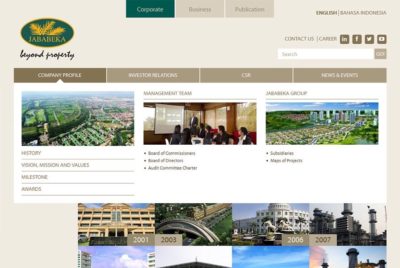 Corporate
Business
Publication
ENGLISH | BAHASA INDONESIA
JABABEKA
beyond property
CONTACT US
Search
GO!
COMPANY PROFILE
INVESTOR RELATIONS
CSR
NEWS & EVENTS
MANAGEMENT TEAM
JABABEKA GROUP
HISTORY
VISION, MISSION AND VALUES
MILESTONE
AWARDS
Board of Commissioners
Board of Directors
Audit Committee Charter
Subsidiaries
Maps of Projects
2001
2003
2006
2007